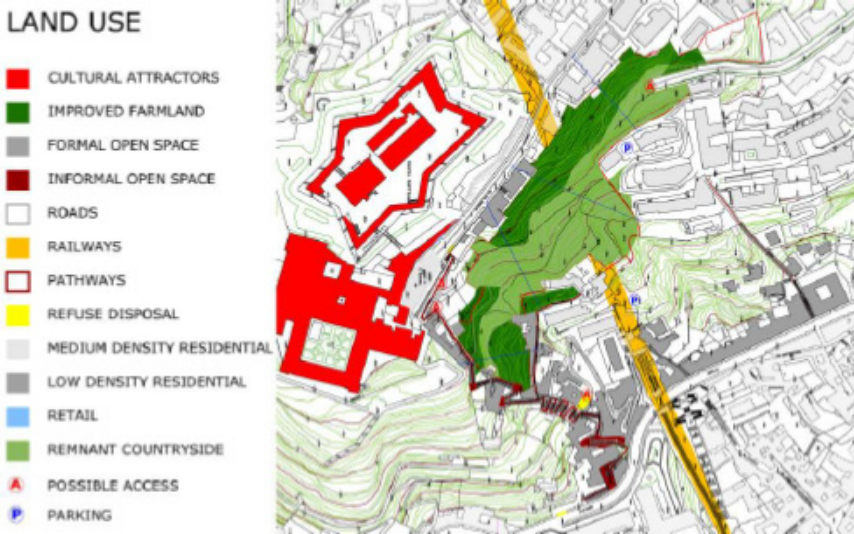 LAND USE
CULTURAL ATTRACTORS
IMPROVED FARMLAND
FORMAL OPEN SPACE
INFORMAL OPEN SPACE
ROADS
RAILWAYS
PATHWAYS
REFUSE DISPOSAL
MEDIUM DENSITY RESIDENTIAL
LOW DENSITY RESIDENTIAL
RETAIL
REMNANT COUNTRYSIDE
A POSSIBLE ACCESS
P PARKING
A
P
A
P
A
A